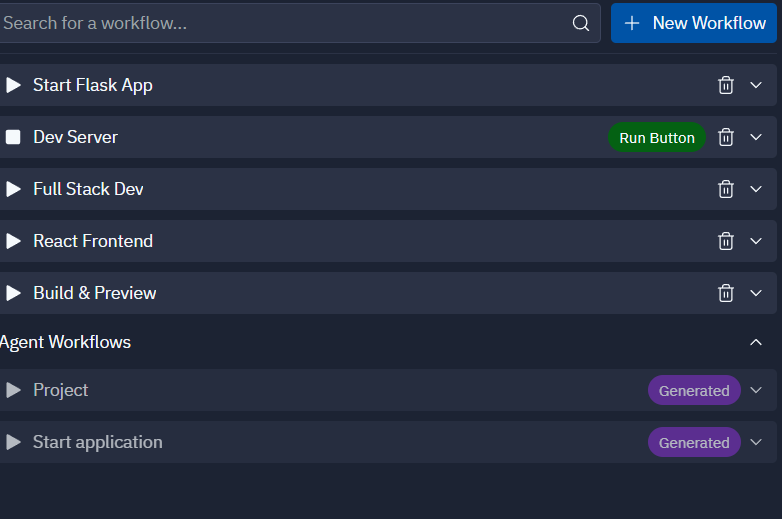 Search for a workflow...
New Workflow
Start Flask App
Dev Server Run Button
Full Stack Dev
React Frontend
Build & Preview
Agent Workflows
Project Generated
Start application Generated